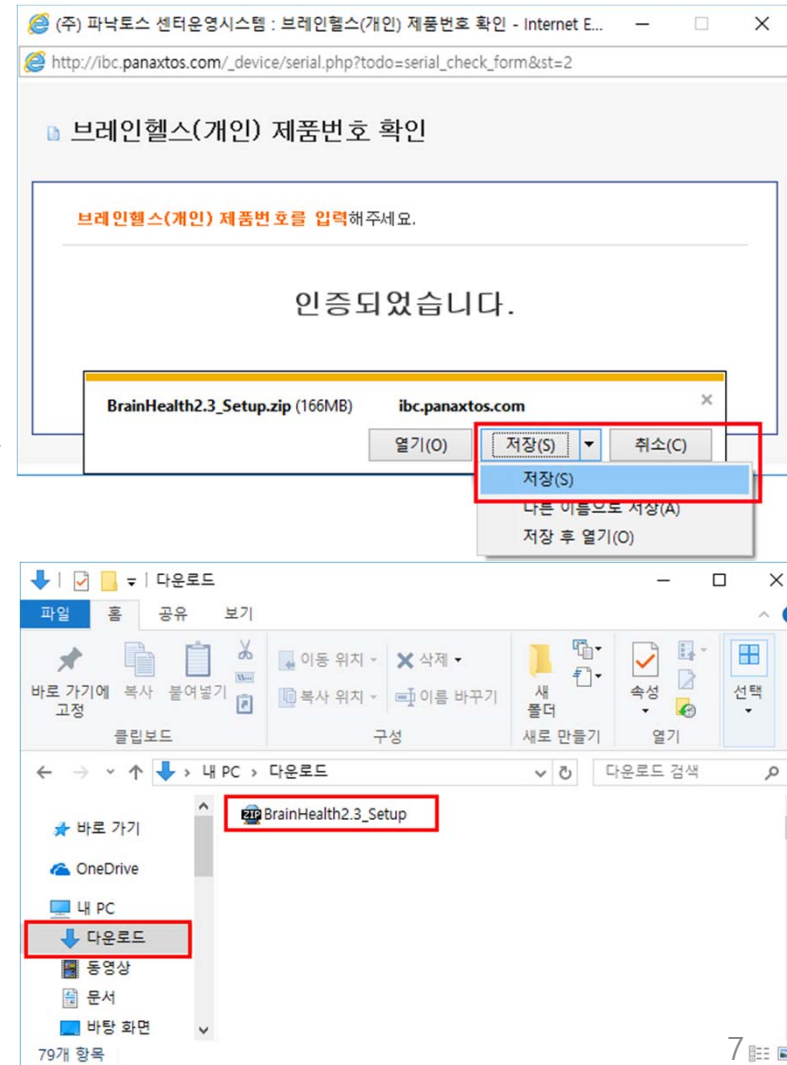 (주) 파낙토스 센터운영시스템 : 브레인헬스(개인) 제품번호 확인 - Internet E...
http://ibc.panaxtos.com/_device/serial.php?todo=serial_check_form&st=2
브레인헬스(개인) 제품번호 확인
브레인헬스(개인) 제품번호를 입력해주세요.
인증되었습니다.
BrainHealth2.3_Setup.zip (166MB) ibc.panaxtos.com
열기(O) 저장(S) 취소(C)
저장(S)
다른 이름으로 저장(A)
저장 후 열기(O)
다운로드
파일 홈 공유 보기
바로 가기에 고정 복사 붙여넣기
이동 위치 삭제
복사 위치 이름 바꾸기
새 폴더
속성
선택
클립보드 구성 새로 만들기 열기
내 PC > 다운로드 다운로드 검색
바로 가기
ZIP BrainHealth2.3_Setup
OneDrive
내 PC
다운로드
동영상
문서
바탕 화면
79개 항목
7